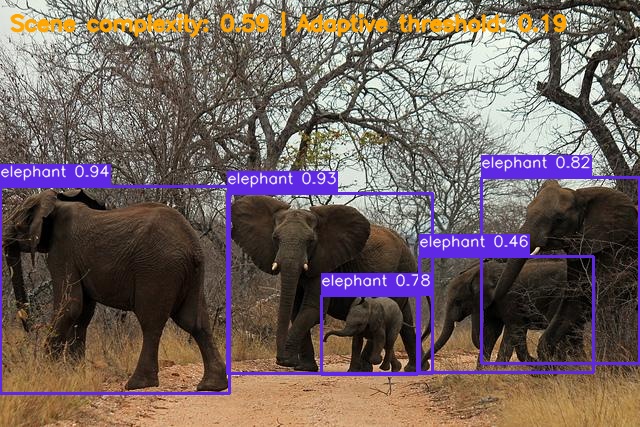 Scene complexity: 0.59 | Adaptive threshold: 0.19
elephant 0.82
elephant 0.94
elephant 0.93
elephant 0.46
elephant 0.78